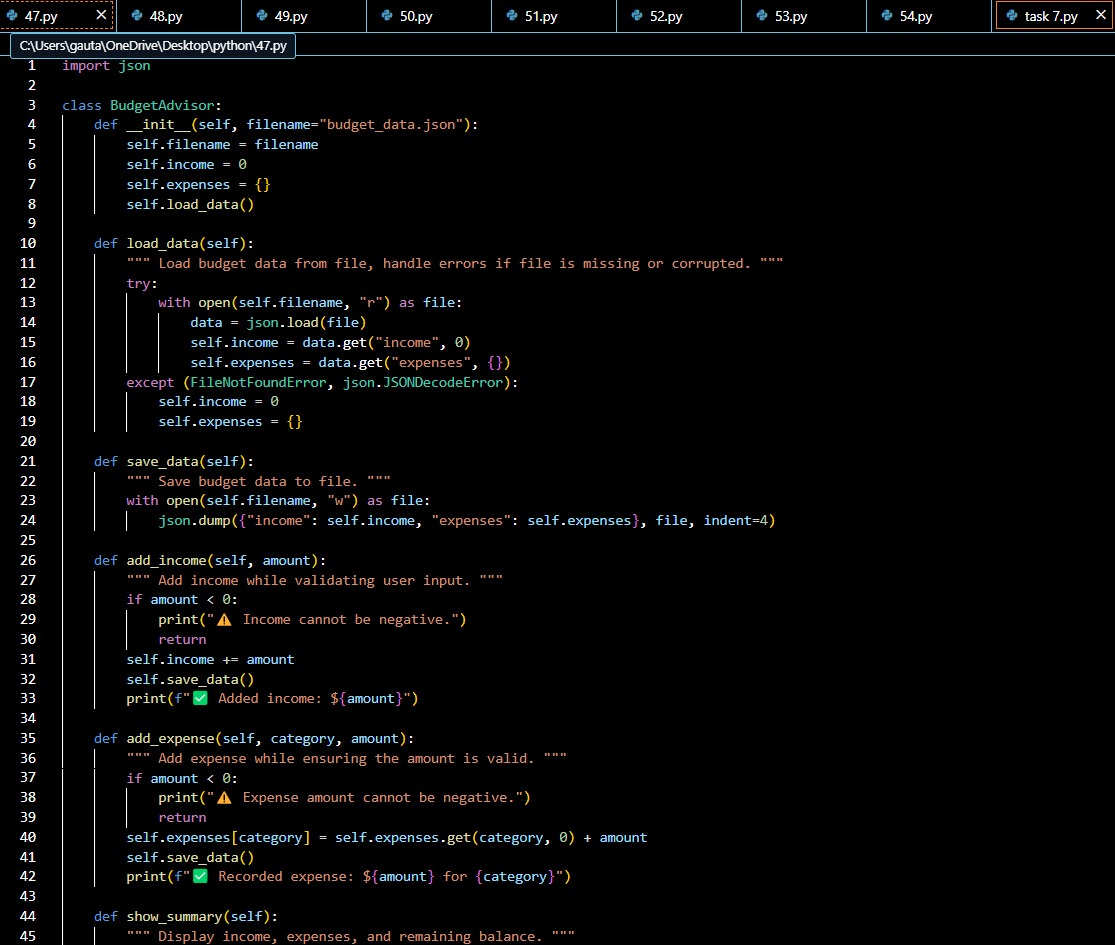 47.py 48.py 49.py 50.py 51.py 52.py 53.py 54.py task 7.py
C:\Users\gauta\OneDrive\Desktop\python\47.py
1 import json
2
3 class BudgetAdvisor:
4     def __init__(self, filename="budget_data.json"):
5         self.filename = filename
6         self.income = 0
7         self.expenses = {}
8         self.load_data()
9
10     def load_data(self):
11         """ Load budget data from file, handle errors if file is missing or corrupted. """
12         try:
13             with open(self.filename, "r") as file:
14                 data = json.load(file)
15                 self.income = data.get("income", 0)
16                 self.expenses = data.get("expenses", {})
17         except (FileNotFoundError, json.JSONDecodeError):
18             self.income = 0
19             self.expenses = {}
20
21     def save_data(self):
22         """ Save budget data to file. """
23         with open(self.filename, "w") as file:
24             json.dump({"income": self.income, "expenses": self.expenses}, file, indent=4)
25
26     def add_income(self, amount):
27         """ Add income while validating user input. """
28         if amount < 0:
29             print("⚠️ Income cannot be negative.")
30             return
31         self.income += amount
32         self.save_data()
33         print(f"✅ Added income: ${amount}")
34
35     def add_expense(self, category, amount):
36         """ Add expense while ensuring the amount is valid. """
37         if amount < 0:
38             print("⚠️ Expense amount cannot be negative.")
39             return
40         self.expenses[category] = self.expenses.get(category, 0) + amount
41         self.save_data()
42         print(f"✅ Recorded expense: ${amount} for {category}")
43
44     def show_summary(self):
45         """ Display income, expenses, and remaining balance. """